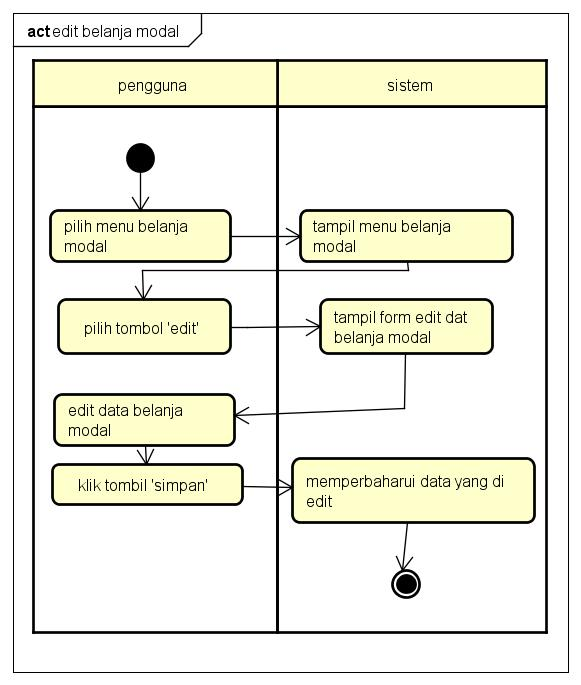 act edit belanja modal
pengguna
sistem
pilih menu belanja
modal
tampil menu belanja
modal
pilih tombol 'edit'
tampil form edit dat
belanja modal
edit data belanja
modal
klik tombil 'simpan'
memperbaharui data yang di
edit